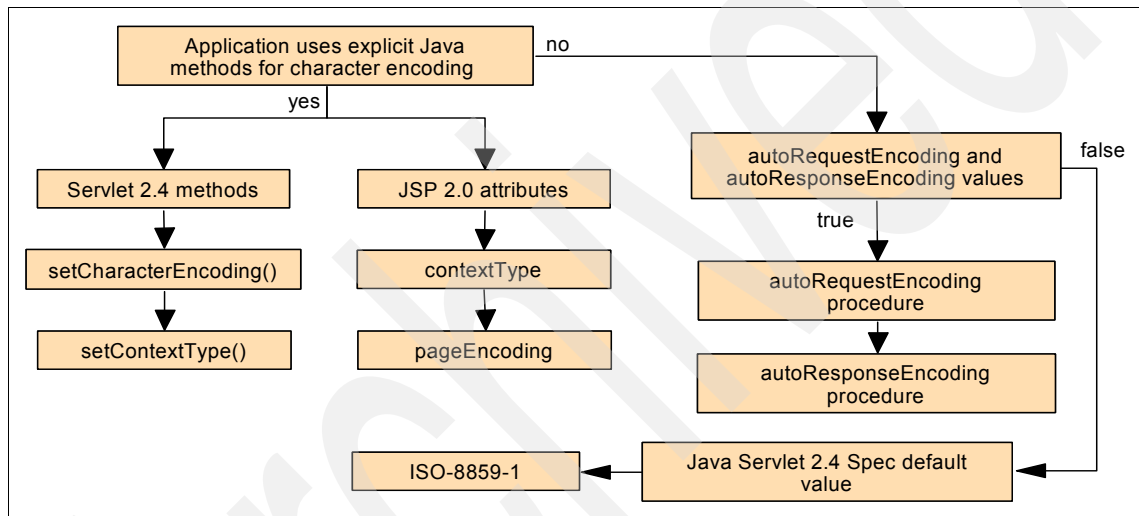 Application uses explicit Java
methods for character encoding
no
yes
autoRequestEncoding and
autoResponseEncoding values
false
Servlet 2.4 methods
JSP 2.0 attributes
true
setCharacterEncoding()
contextType
autoRequestEncoding
procedure
setContextType()
pageEncoding
autoResponseEncoding
procedure
ISO-8859-1
Java Servlet 2.4 Spec default
value